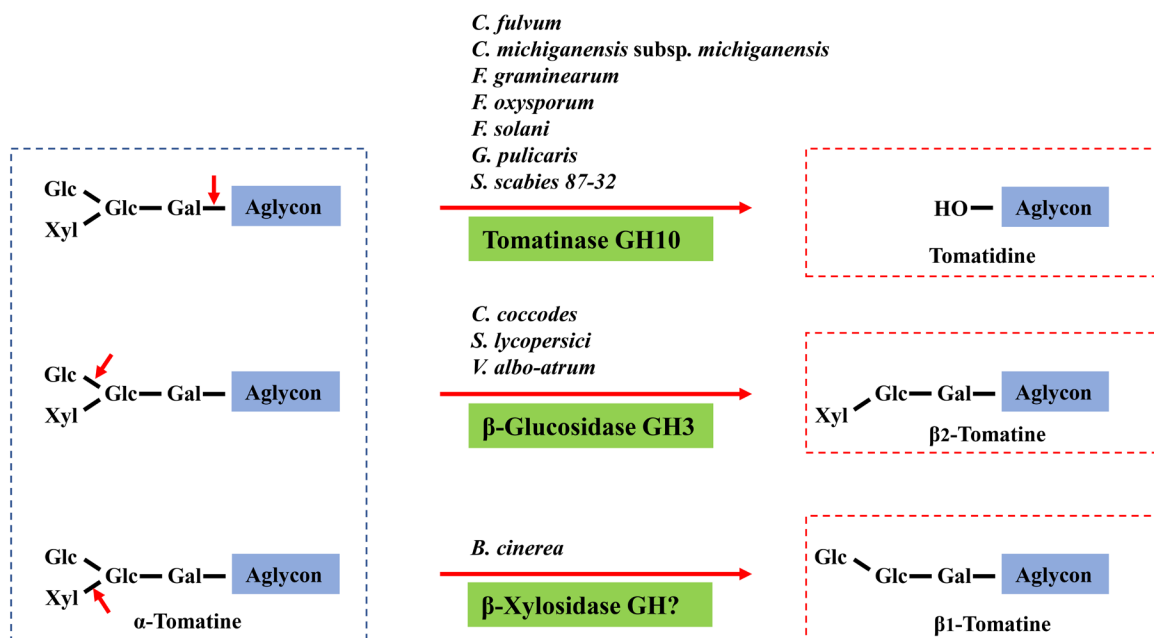 C. fulvum
C. michiganensis subsp. michiganensis
F. graminearum
F. oxysporum
F. solani
G. pulicaris
S. scabies 87-32
Glc
Xyl
Glc
Gal
Aglycon
Tomatinase GH10
HO
Aglycon
Tomatidine
C. coccodes
S. lycopersici
V. albo-atrum
Glc
Xyl
Glc
Gal
Aglycon
β-Glucosidase GH3
Xyl
Glc
Gal
Aglycon
β2-Tomatine
B. cinerea
Glc
Xyl
Glc
Gal
Aglycon
α-Tomatine
β-Xylosidase GH?
Glc
Glc
Gal
Aglycon
β1-Tomatine